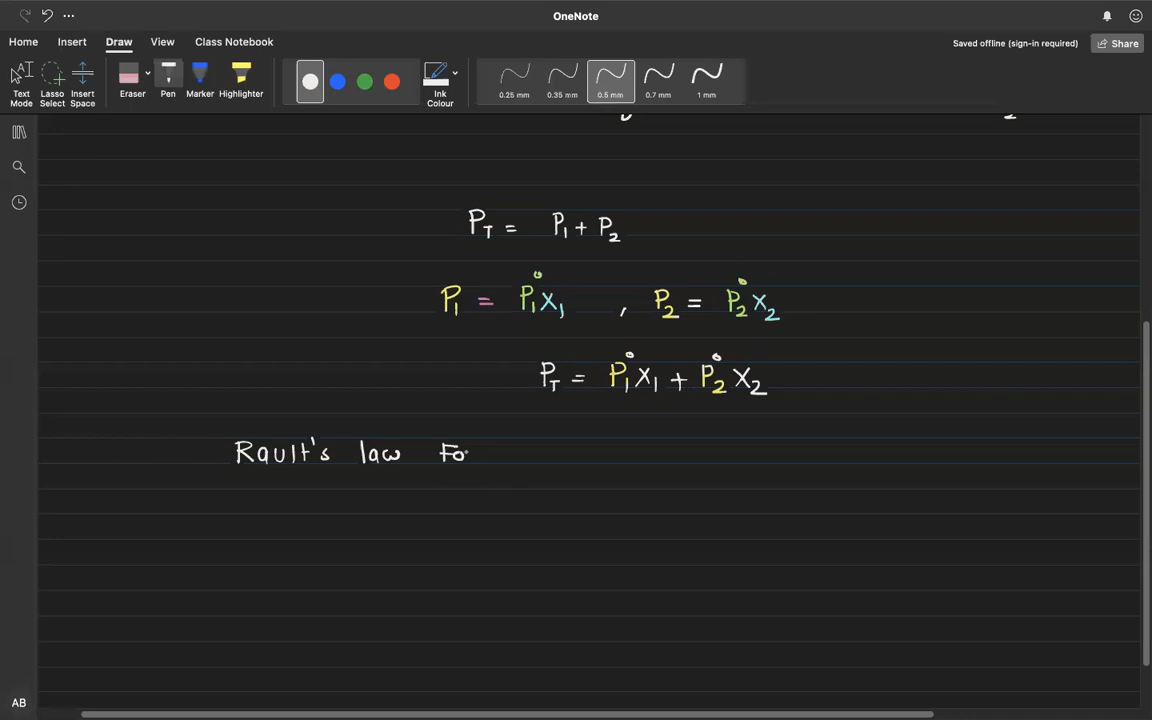 OneNote
Home Insert Draw View Class Notebook
Saved offline (sign-in required) Share
Text Mode Lasso Select Insert Space Eraser Pen Marker Highlighter Ink Colour 0.25 mm 0.35 mm 0.5 mm 0.7 mm 1 mm
P_T = P₁ + P₂
P₁ = P₁° X₁ , P₂ = P₂° X₂
P_T = P₁° X₁ + P₂° X₂
Rault's law Fo
AB